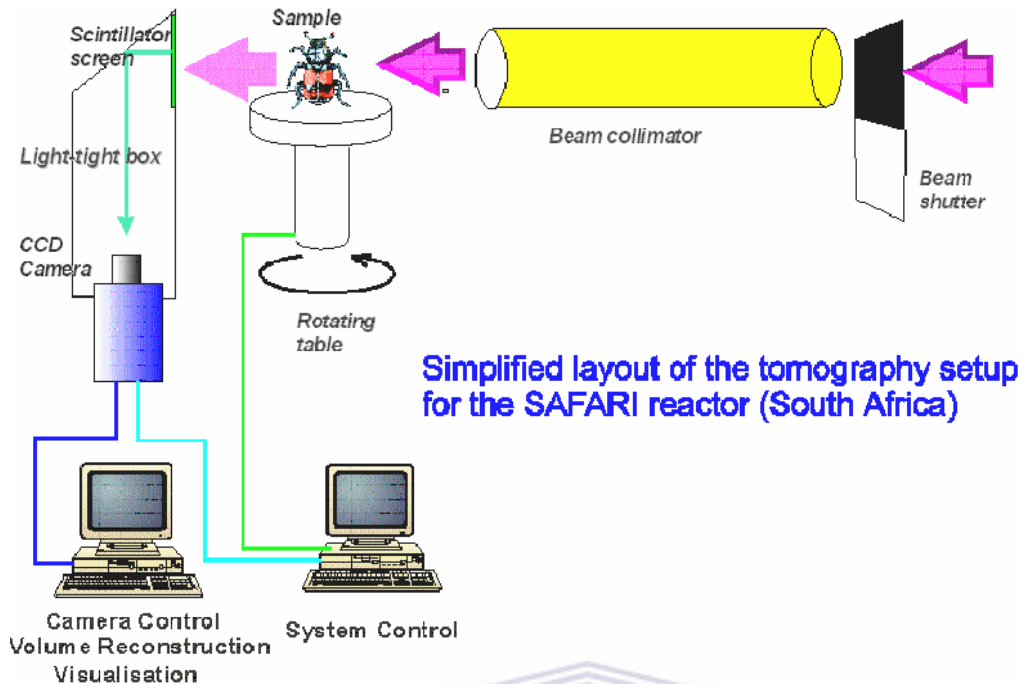 Sample
Scintillator
screen
Beam collimator
Light-tight box
Beam
shutter
CCD
Camera
Rotating
table
Simplified layout of the tomography setup
for the SAFARI reactor (South Africa)
Camera Control
Volume Reconstruction
Visualisation
System Control